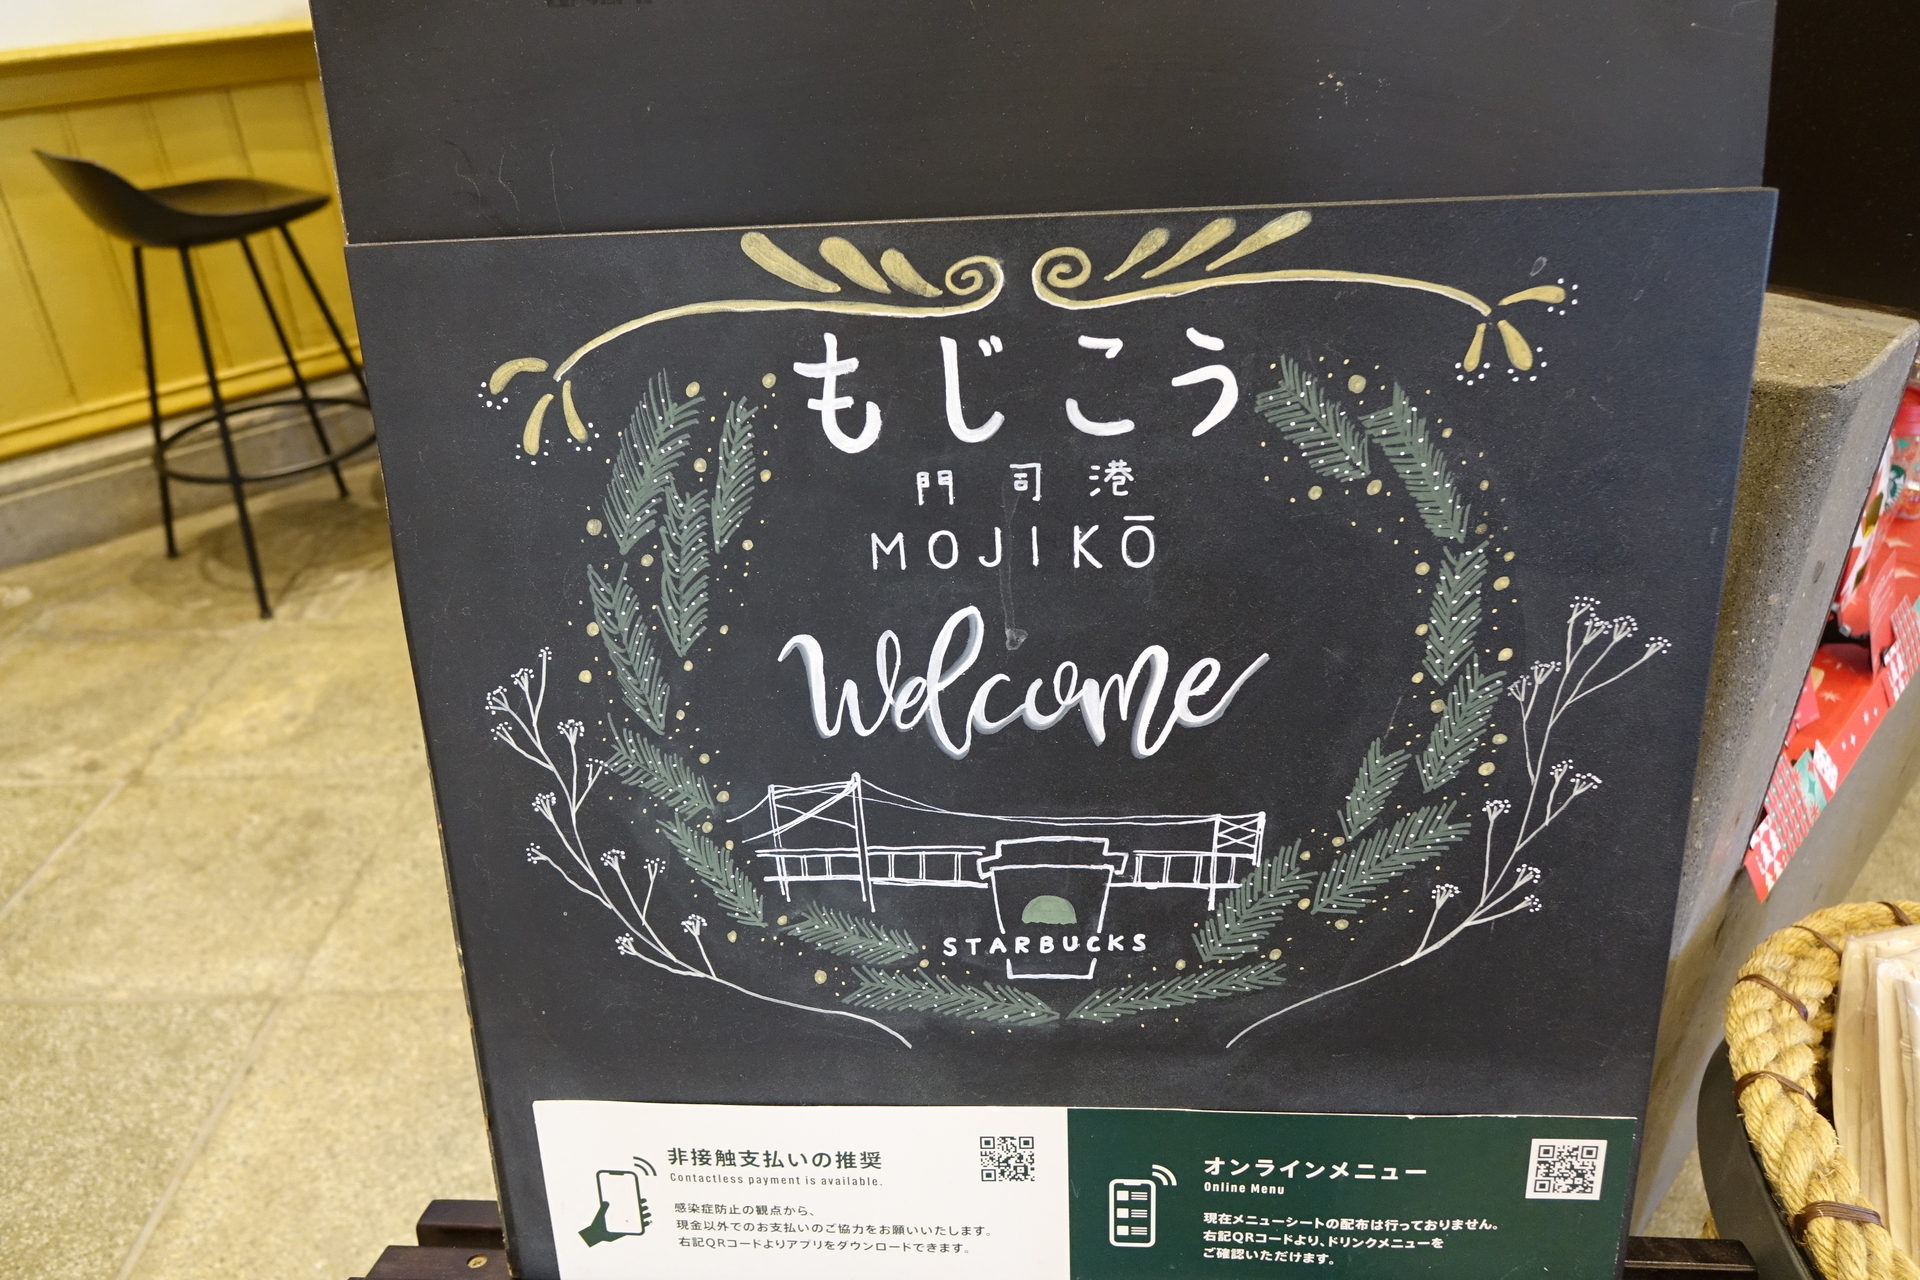 もじこう
門司港
MOJIKŌ
Welcome
STARBUCKS
非接触支払いの推奨
Contactless payment is available.
感染症防止の観点から、
現金以外でのお支払いのご協力をお願いいたします。
右記QRコードよりアプリをダウンロードできます。
オンラインメニュー
Online Menu
現在メニューシートの配布は行っておりません。
右記QRコードより、ドリンクメニューを
ご確認いただけます。